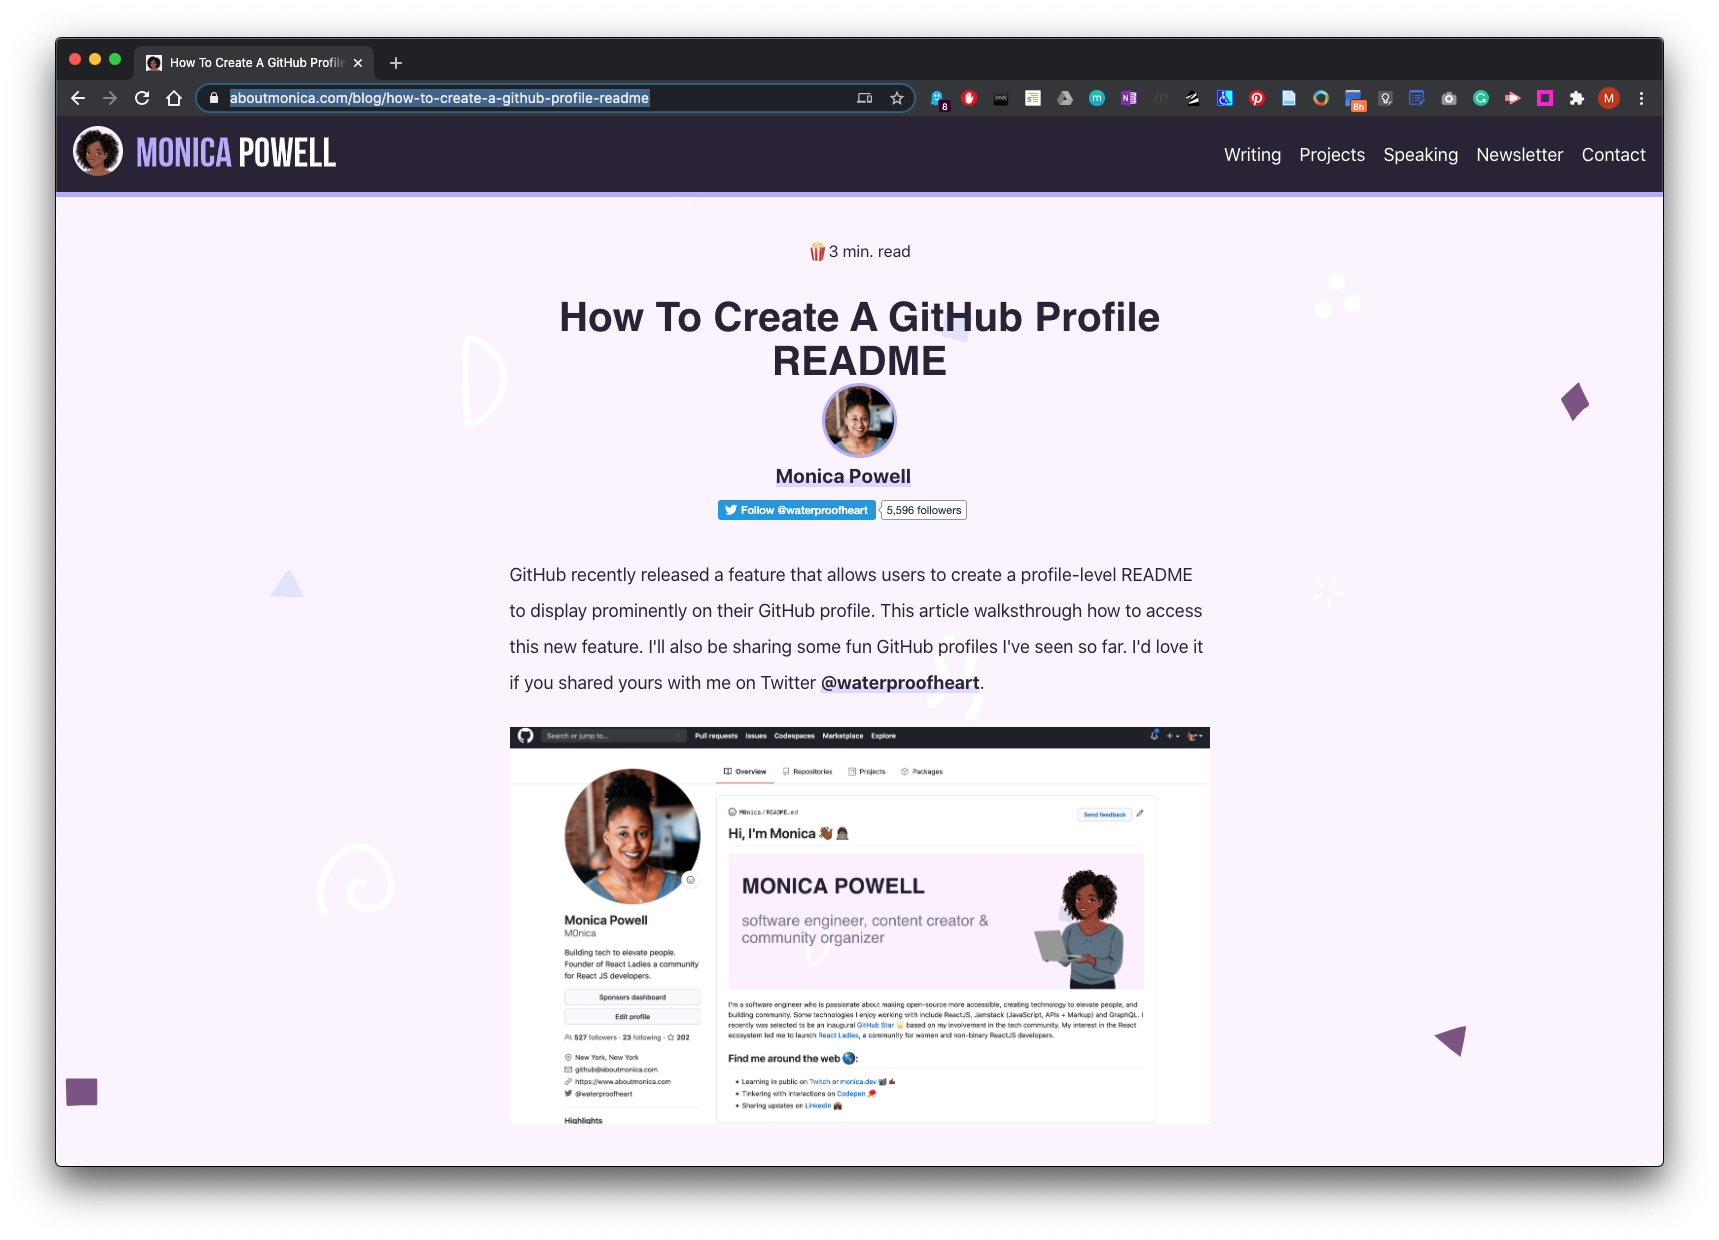 How To Create A GitHub Profile
aboutmonica.com/blog/how-to-create-a-github-profile-readme
8
8h
M
MONICA POWELL
Writing Projects Speaking Newsletter Contact
3 min. read
How To Create A GitHub Profile
README
Monica Powell
Follow @waterproofheart 5,596 followers
GitHub recently released a feature that allows users to create a profile-level README
to display prominently on their GitHub profile. This article walksthrough how to access
this new feature. I'll also be sharing some fun GitHub profiles I've seen so far. I'd love it
if you shared yours with me on Twitter @waterproofheart.
Search or jump to... / Pull requests Issues Codespaces Marketplace Explore
Overview Repositories Projects Packages
M0nica/README.md Send feedback
Hi, I'm Monica
MONICA POWELL
software engineer, content creator &
community organizer
Monica Powell
M0nica
Building tech to elevate people.
Founder of React Ladies a community
for React JS developers.
Sponsors dashboard
Edit profile
527 followers · 23 following · 202
New York, New York
github@aboutmonica.com
https://www.aboutmonica.com
@waterproofheart
Highlights
I'm a software engineer who is passionate about making open-source more accessible, creating technology to elevate people, and
building community. Some technologies I enjoy working with include ReactJS, Jamstack (JavaScript, APIs + Markup) and GraphQL. I
recently was selected to be an inaugural GitHub Star based on my involvement in the tech community. My interest in the React
ecosystem led me to launch React Ladies, a community for women and non-binary ReactJS developers.
Find me around the web :
• Learning in public on Twitch or monica.dev
• Tinkering with interactions on Codepen
• Sharing updates on LinkedIn